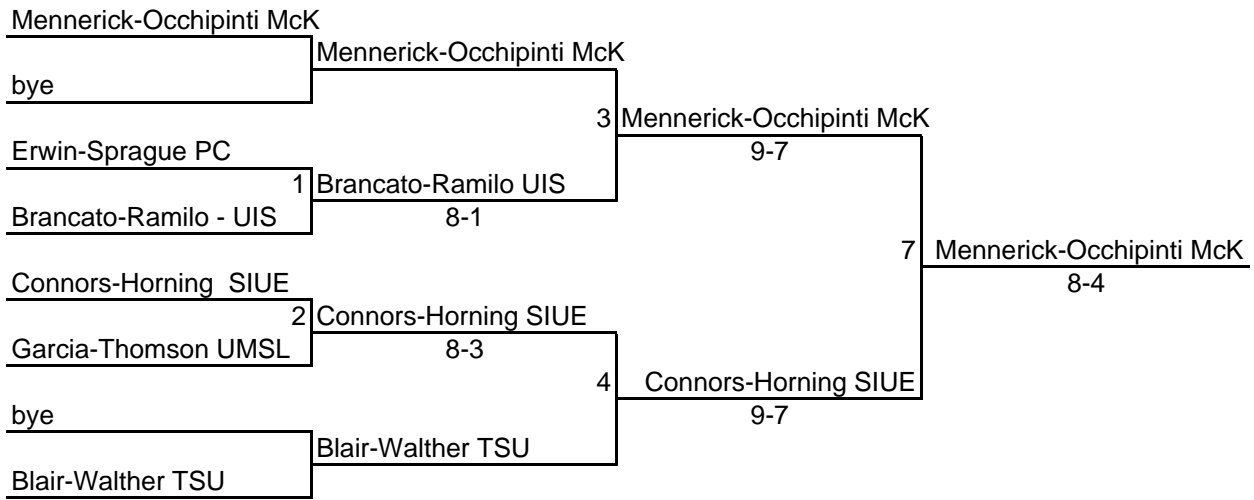 Mennerick-Occhipinti McK
Mennerick-Occhipinti McK
bye
3 Mennerick-Occhipinti McK
9-7
Erwin-Sprague PC
1 Brancato-Ramilo UIS
8-1
Brancato-Ramilo - UIS
7 Mennerick-Occhipinti McK
8-4
Connors-Horning SIUE
2 Connors-Horning SIUE
8-3
Garcia-Thomson UMSL
4 Connors-Horning SIUE
9-7
bye
Blair-Walther TSU
Blair-Walther TSU